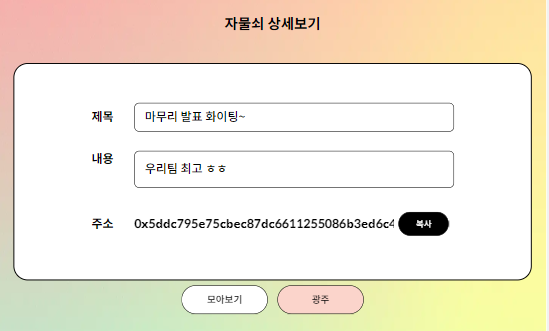 자물쇠 상세보기
제목 마무리 발표 화이팅~
내용 우리팀 최고 ㅎㅎ
주소 0x5ddc795e75cbec87dc6611255086b3ed6c4 복사
모아보기 광주